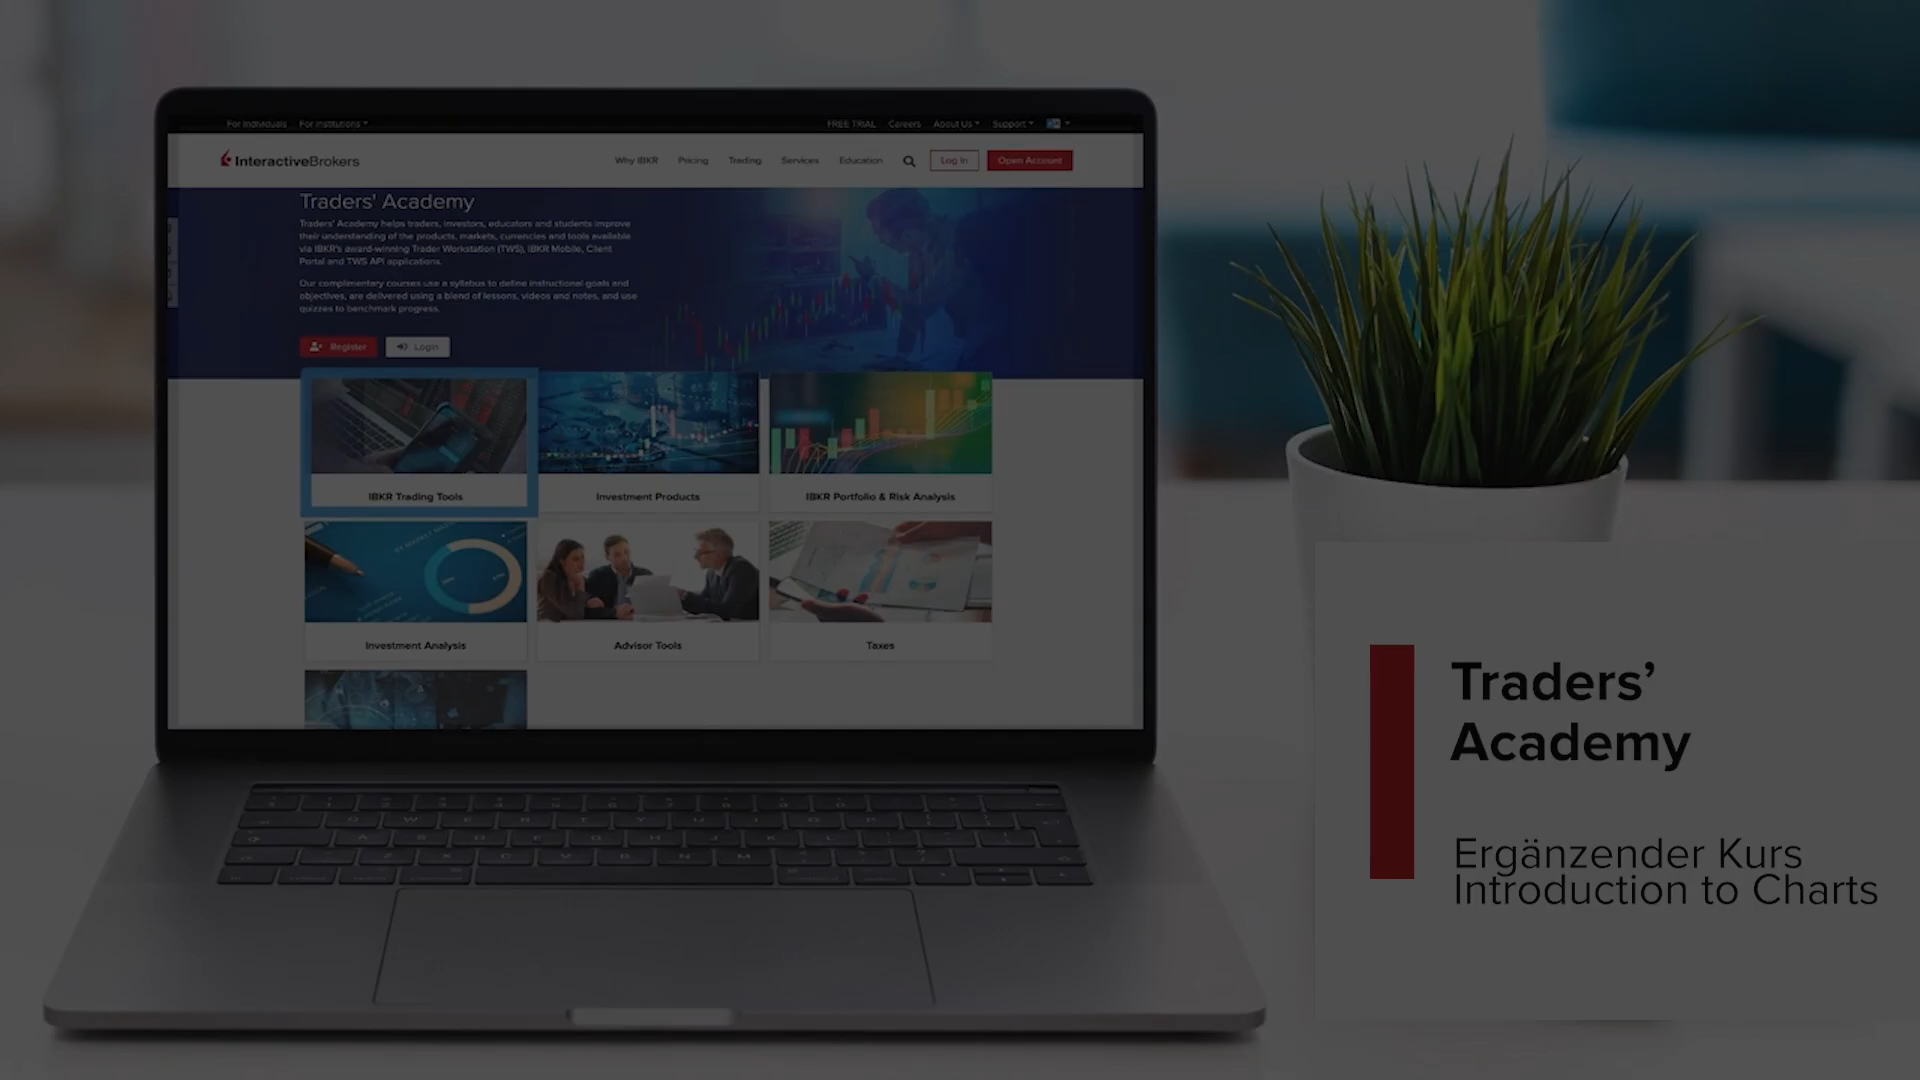 For Individuals For Institutions
FREE TRIAL Careers About Us Support
InteractiveBrokers
Why IBKR Pricing Trading Services Education Log In Open Account
Traders' Academy
Traders' Academy helps traders, investors, educators and students improve
their understanding of the products, markets, currencies and tools available
via IBKR's award-winning Trader Workstation (TWS), IBKR Mobile, Client
Portal and TWS API applications.
Our complimentary courses use a syllabus to define instructional goals and
objectives, are delivered using a blend of lessons, videos and notes, and use
quizzes to benchmark progress.
Register Login
IBKR Trading Tools Investment Products IBKR Portfolio & Risk Analysis
Investment Analysis Advisor Tools Taxes
Traders’
Academy
Ergänzender Kurs
Introduction to Charts